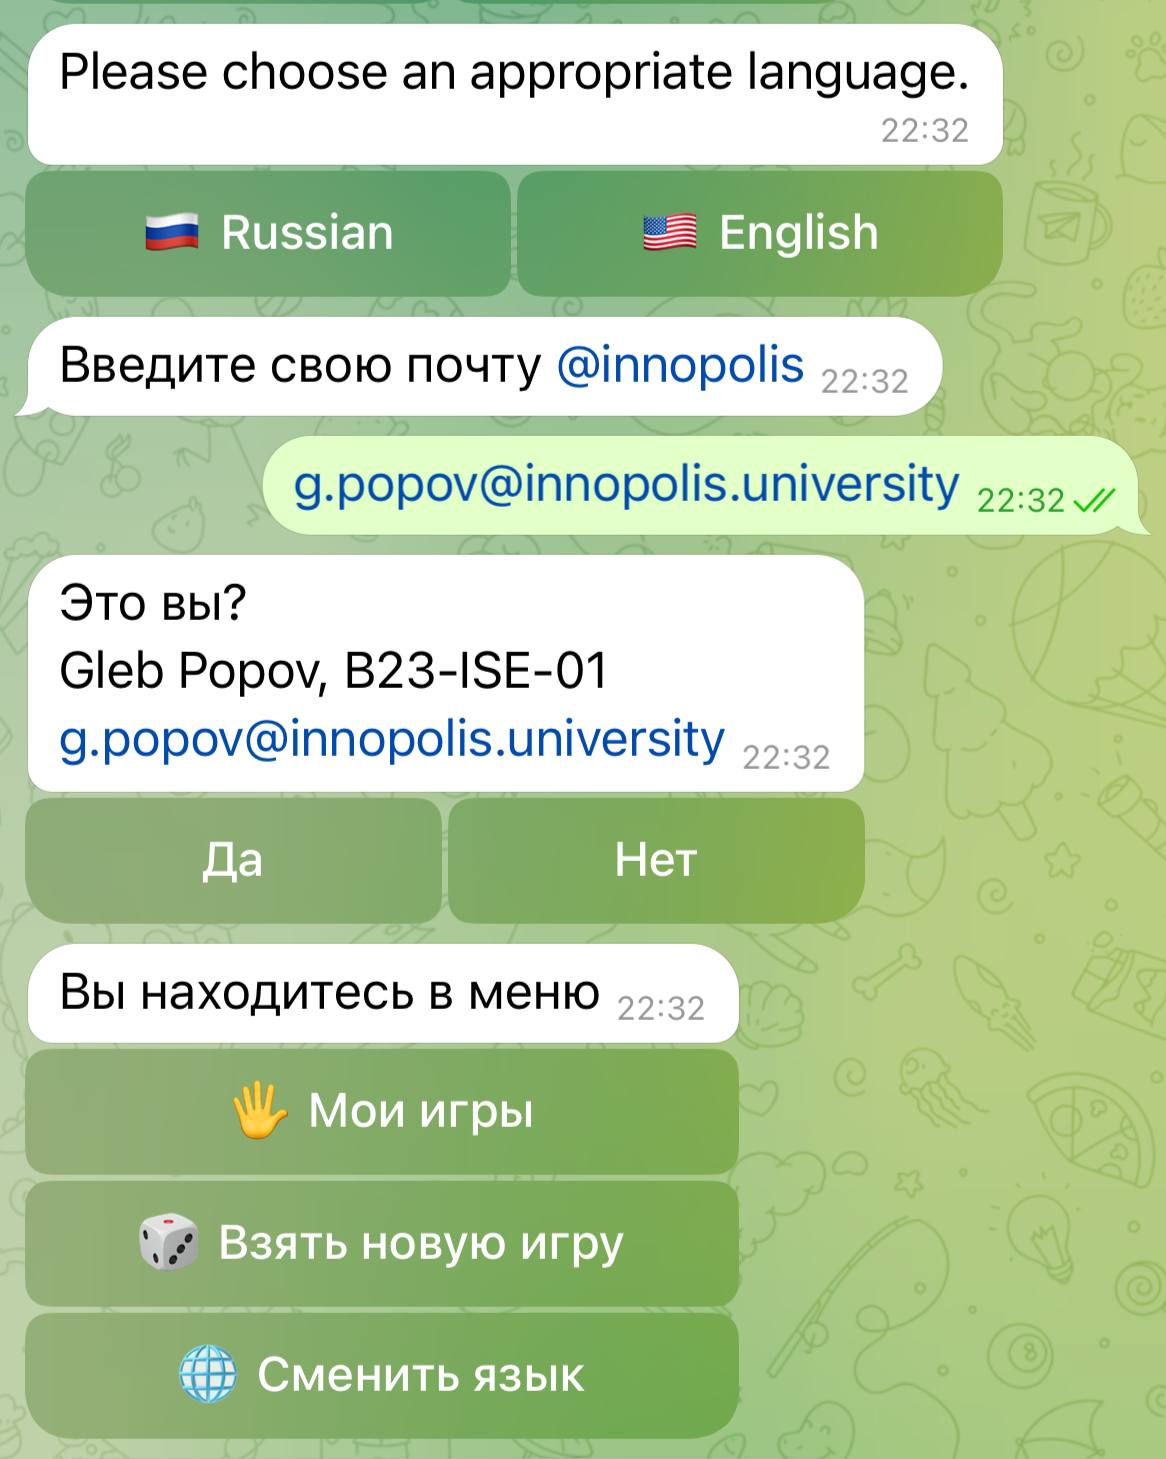 Please choose an appropriate language.
22:32
Russian
English
Введите свою почту @innopolis 22:32
g.popov@innopolis.university 22:32
Это вы?
Gleb Popov, B23-ISE-01
g.popov@innopolis.university 22:32
Да
Нет
Вы находитесь в меню 22:32
Мои игры
Взять новую игру
Сменить язык